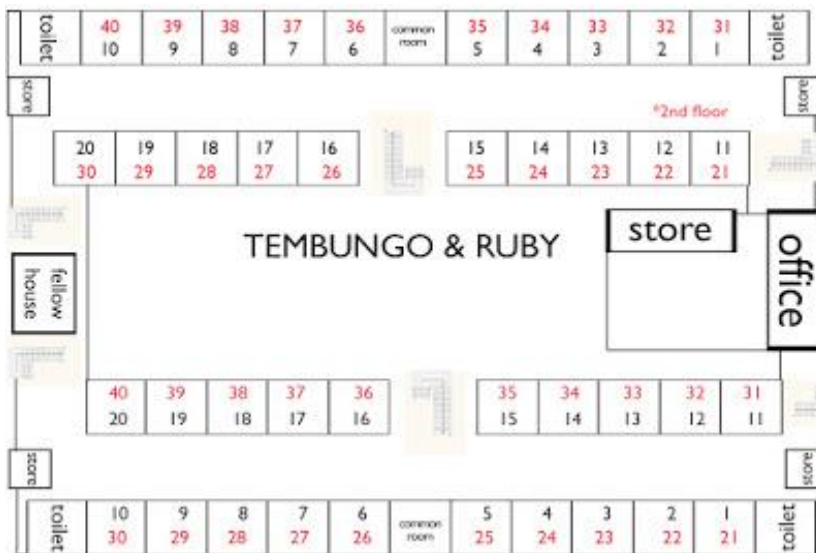 toilet 40 39 38 37 36 common room 35 34 33 32 31 toilet
10 9 8 7 6 5 4 3 2 1
store store
*2nd floor
20 19 18 17 16 15 14 13 12 11
30 29 28 27 26 25 24 23 22 21
TEMBUNGO & RUBY
store
office
fellow
house
40 39 38 37 36 35 34 33 32 31
20 19 18 17 16 15 14 13 12 11
store store
toilet 10 9 8 7 6 common room 5 4 3 2 1 toilet
30 29 28 27 26 25 24 23 22 21